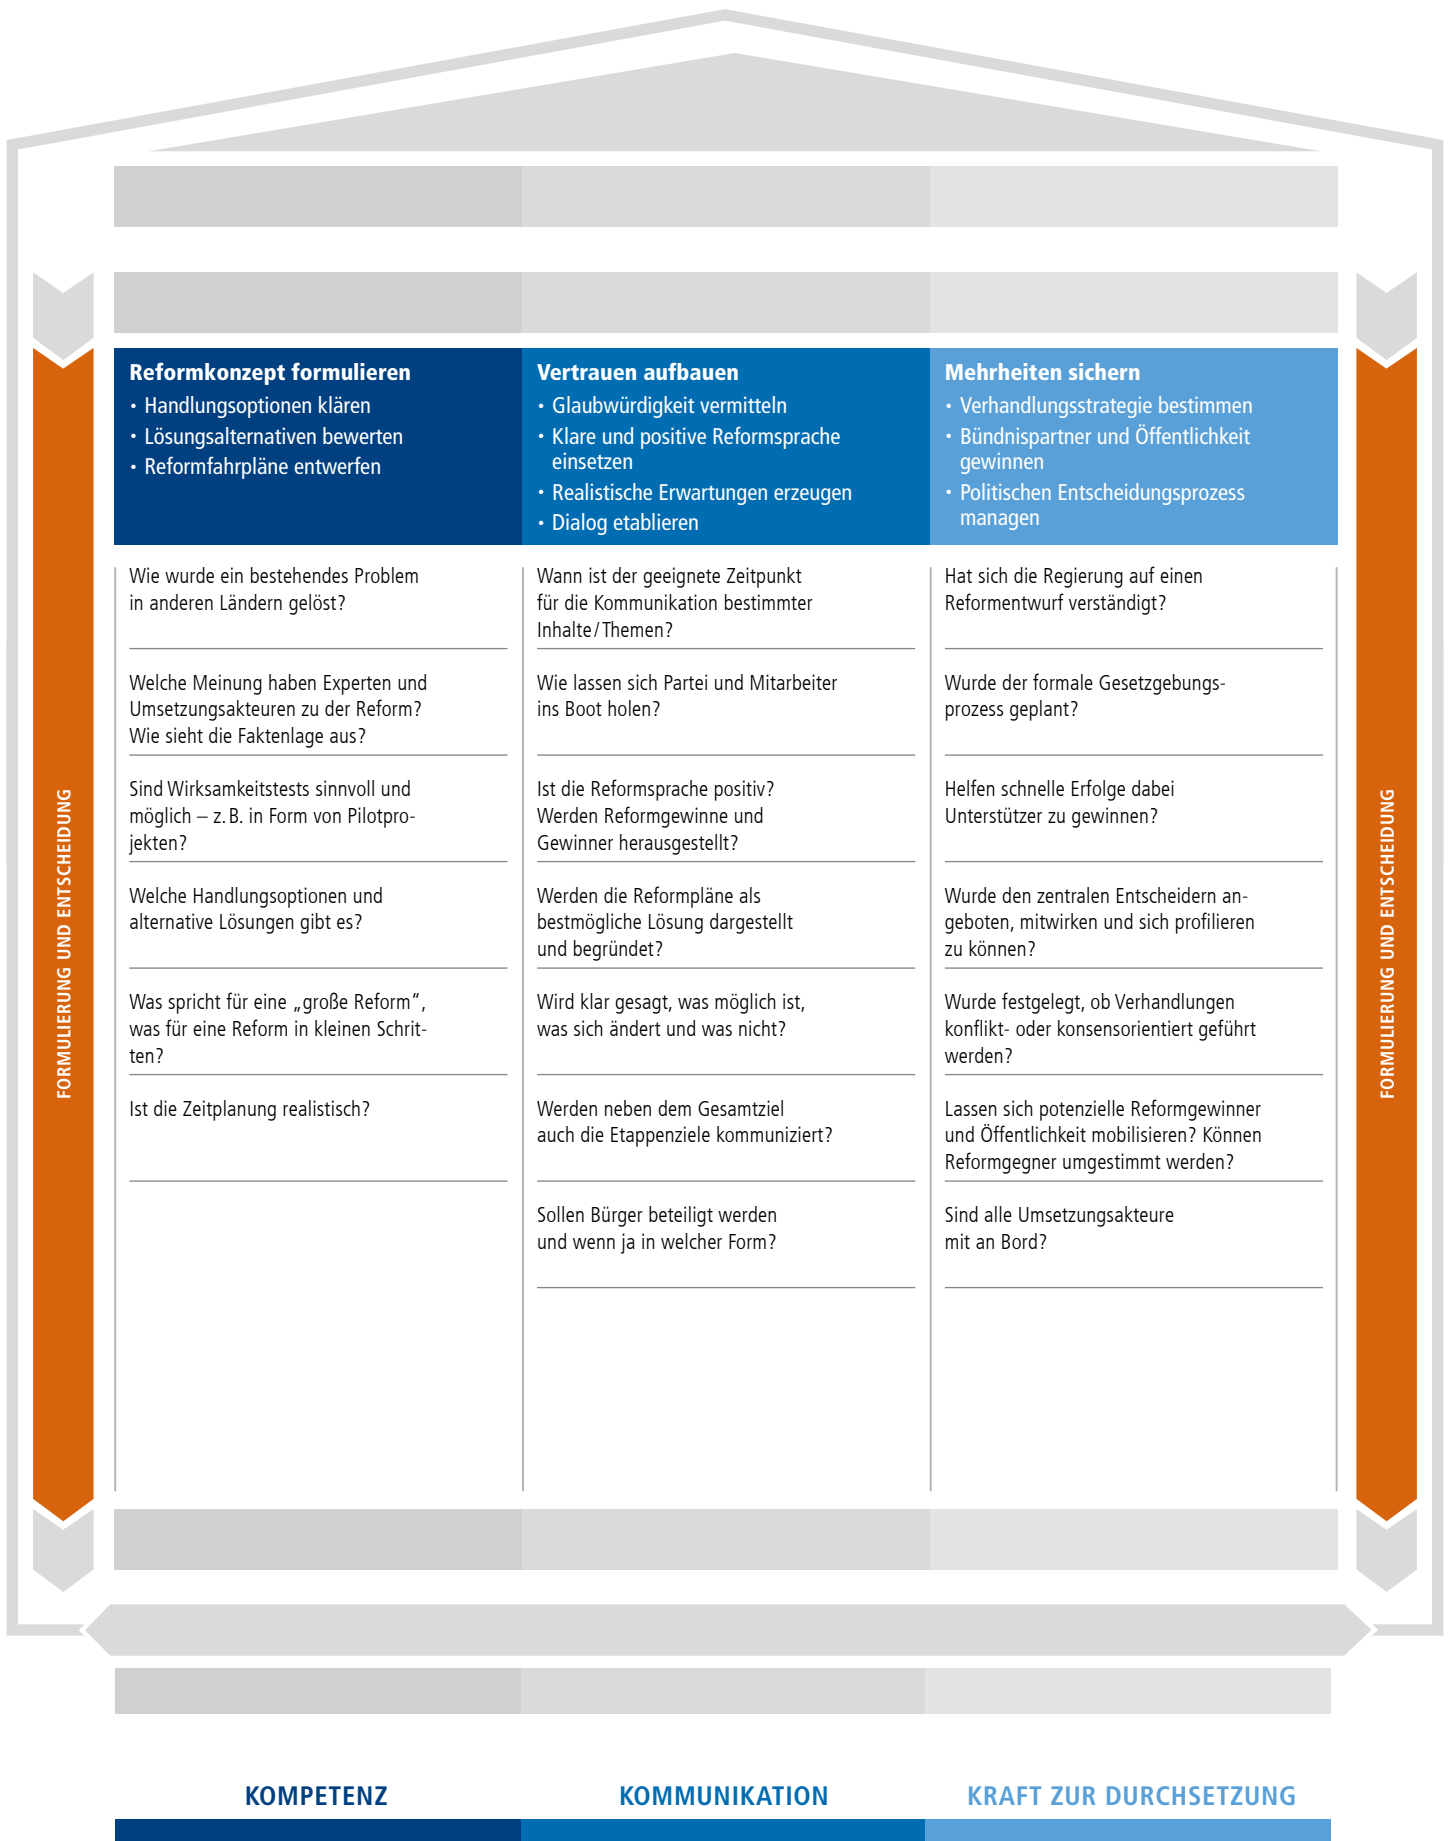 FORMULIERUNG UND ENTSCHEIDUNG
Reformkonzept formulieren
• Handlungsoptionen klären
• Lösungsalternativen bewerten
• Reformfahrpläne entwerfen
Wie wurde ein bestehendes Problem
in anderen Ländern gelöst?
Welche Meinung haben Experten und
Umsetzungsakteuren zu der Reform?
Wie sieht die Faktenlage aus?
Sind Wirksamkeitstests sinnvoll und
möglich – z. B. in Form von Pilotpro-
jekten?
Welche Handlungsoptionen und
alternative Lösungen gibt es?
Was spricht für eine „große Reform“,
was für eine Reform in kleinen Schrit-
ten?
Ist die Zeitplanung realistisch?
Vertrauen aufbauen
• Glaubwürdigkeit vermitteln
• Klare und positive Reformsprache
einsetzen
• Realistische Erwartungen erzeugen
• Dialog etablieren
Wann ist der geeignete Zeitpunkt
für die Kommunikation bestimmter
Inhalte / Themen?
Wie lassen sich Partei und Mitarbeiter
ins Boot holen?
Ist die Reformsprache positiv?
Werden Reformgewinne und
Gewinner herausgestellt?
Werden die Reformpläne als
bestmögliche Lösung dargestellt
und begründet?
Wird klar gesagt, was möglich ist,
was sich ändert und was nicht?
Werden neben dem Gesamtziel
auch die Etappenziele kommuniziert?
Sollen Bürger beteiligt werden
und wenn ja in welcher Form?
Mehrheiten sichern
• Verhandlungsstrategie bestimmen
• Bündnispartner und Öffentlichkeit
gewinnen
• Politischen Entscheidungsprozess
managen
Hat sich die Regierung auf einen
Reformentwurf verständigt?
Wurde der formale Gesetzgebungs-
prozess geplant?
Helfen schnelle Erfolge dabei
Unterstützer zu gewinnen?
Wurde den zentralen Entscheidern an-
geboten, mitwirken und sich profilieren
zu können?
Wurde festgelegt, ob Verhandlungen
konflikt- oder konsensorientiert geführt
werden?
Lassen sich potenzielle Reformgewinner
und Öffentlichkeit mobilisieren? Können
Reformgegner umgestimmt werden?
Sind alle Umsetzungsakteure
mit an Bord?
FORMULIERUNG UND ENTSCHEIDUNG
KOMPETENZ
KOMMUNIKATION
KRAFT ZUR DURCHSETZUNG